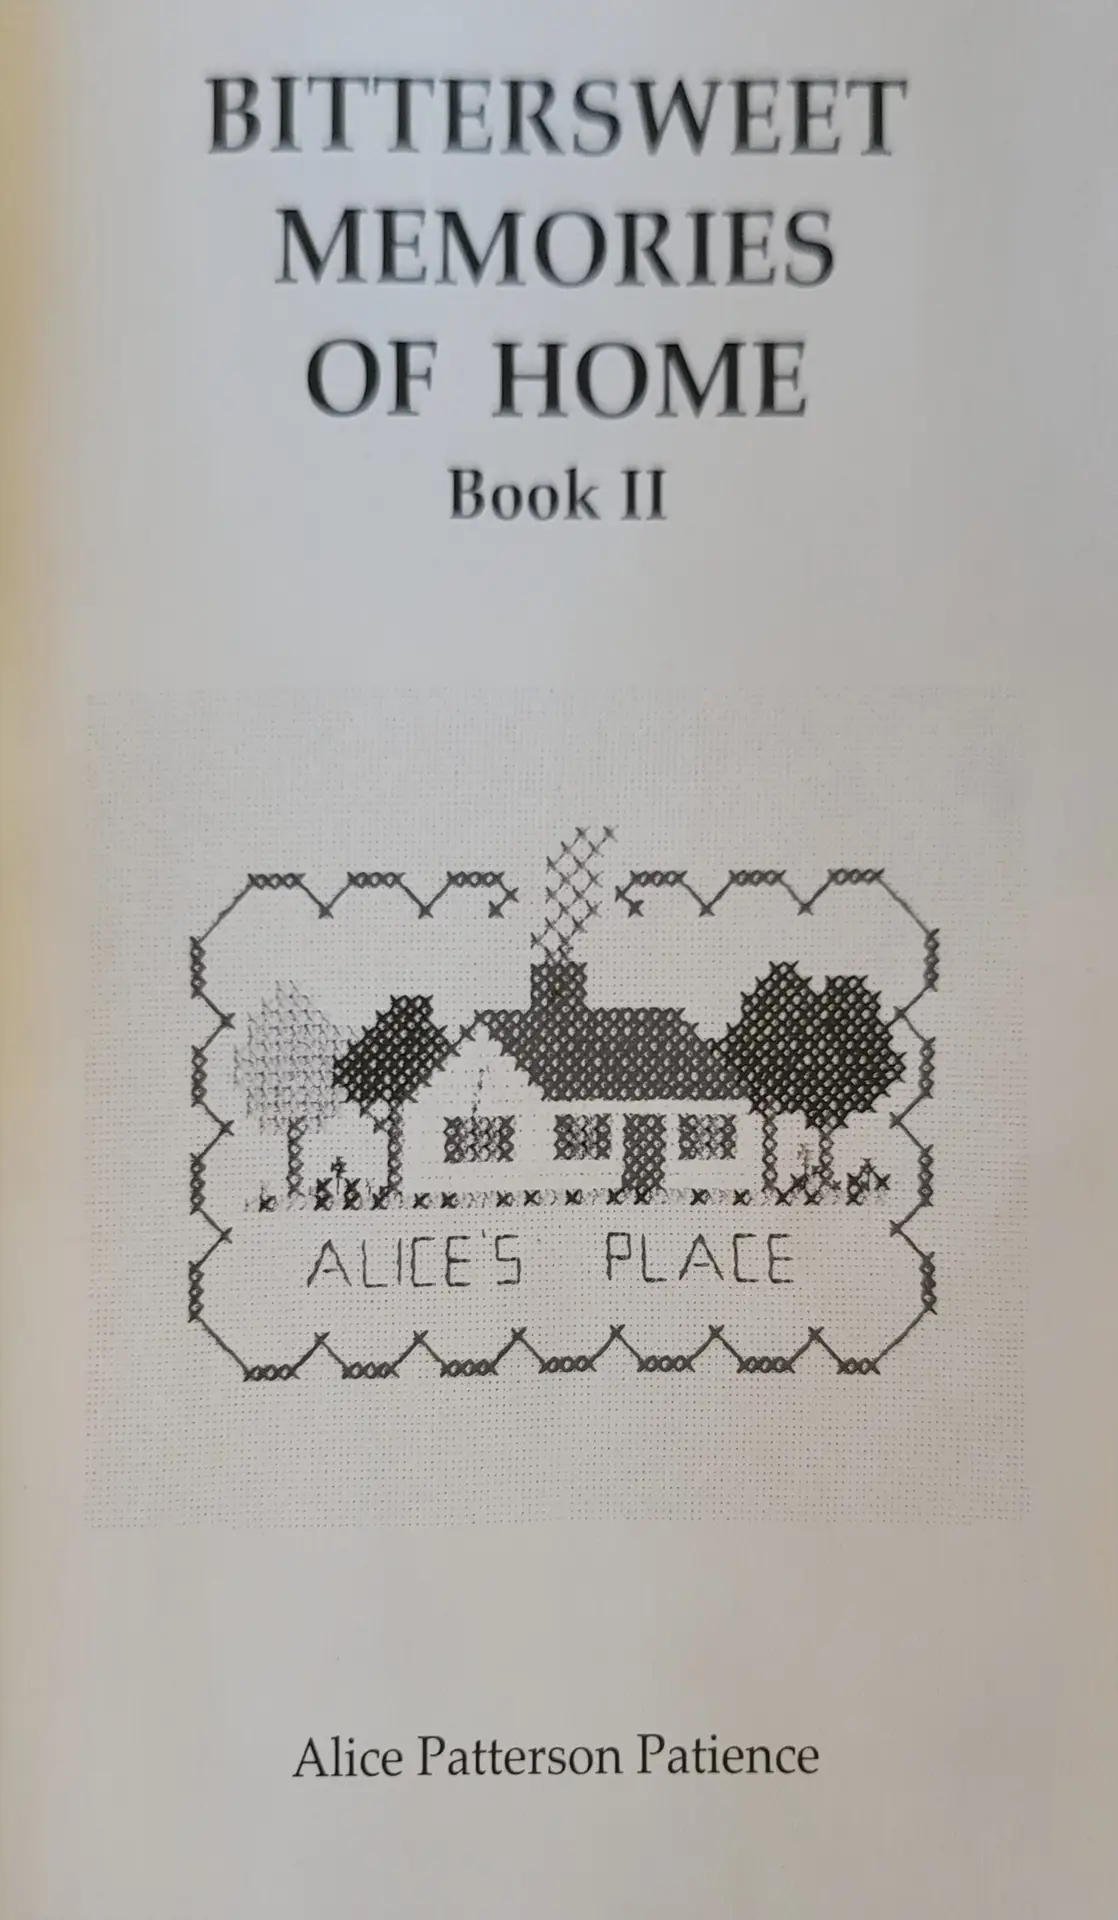 BITTERSWEET
MEMORIES
OF HOME
Book II
ALICE'S PLACE
Alice Patterson Patience